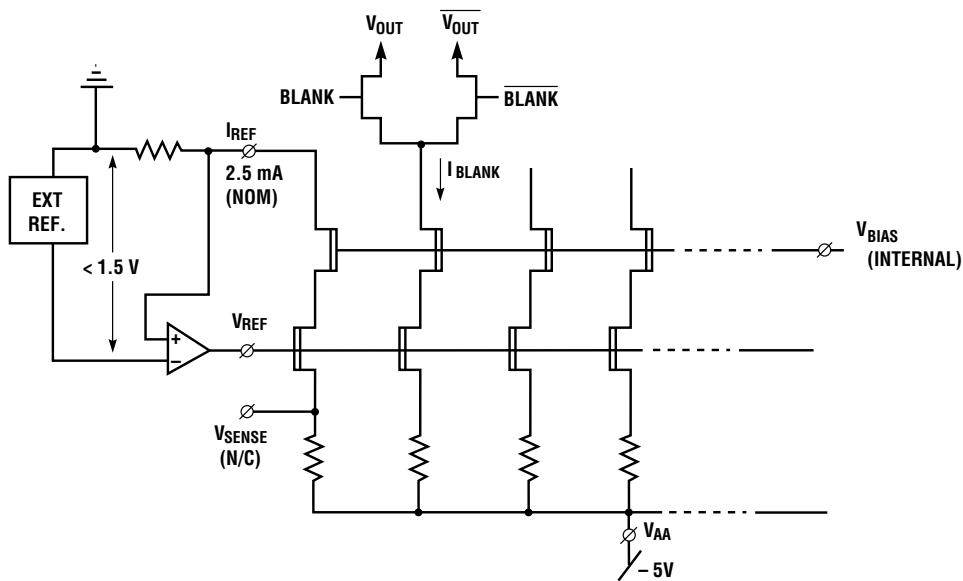 VOUT
VOUT
BLANK
BLANK
IREF
2.5 mA
(NOM)
I BLANK
EXT
REF.
< 1.5 V
VBIAS
(INTERNAL)
+
–
VREF
VSENSE
(N/C)
VAA
– 5V